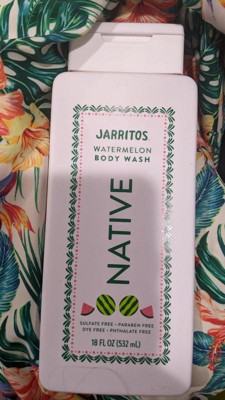 JARRITOS
WATERMELON
BODY WASH
NATIVE
SULFATE FREE • PARABEN FREE
DYE FREE • PHTHALATE FREE
18 FL OZ (532 mL)